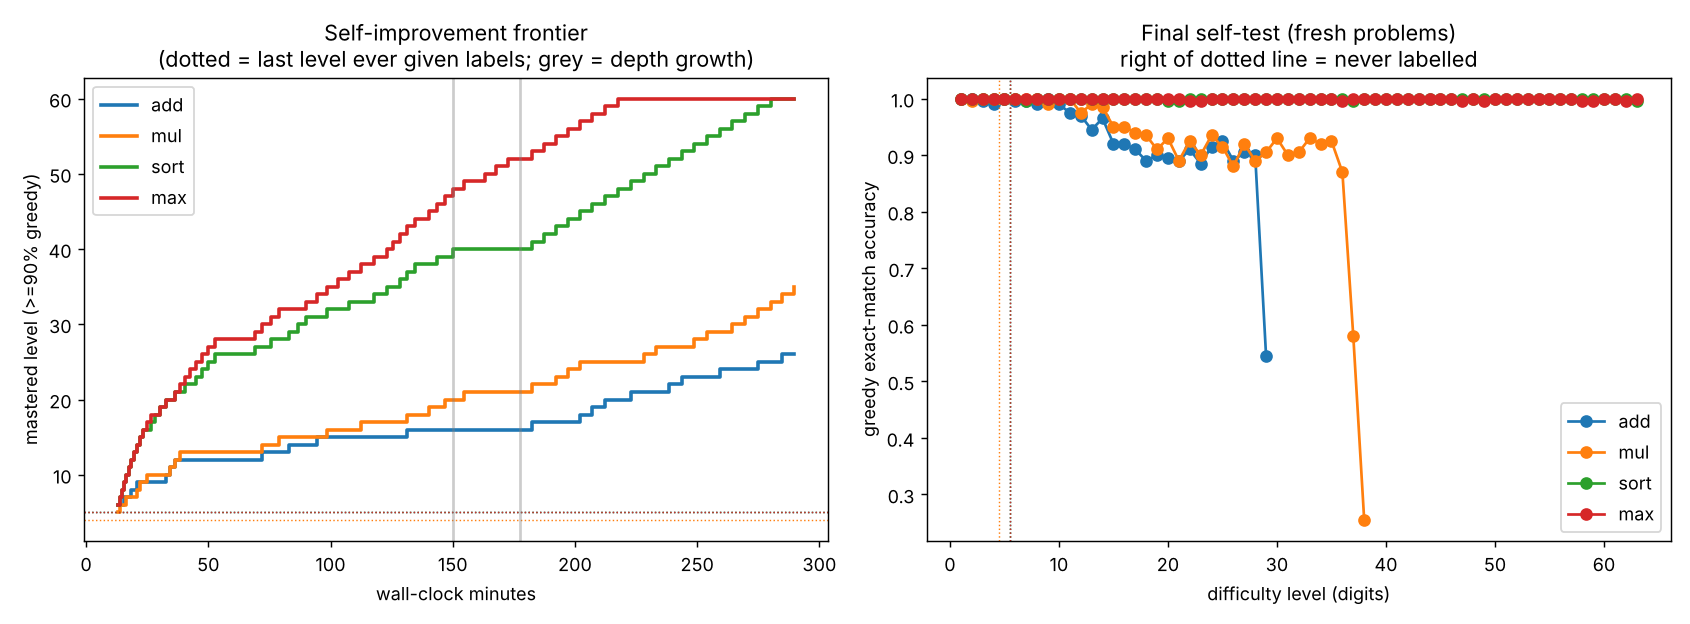 Self-improvement frontier
(dotted = last level ever given labels; grey = depth growth)
mastered level (>=90% greedy)
60
50
40
30
20
10
add
mul
sort
max
0
50
100
150
200
250
300
wall-clock minutes
Final self-test (fresh problems)
right of dotted line = never labelled
greedy exact-match accuracy
1.0
0.9
0.8
0.7
0.6
0.5
0.4
0.3
add
mul
sort
max
0
10
20
30
40
50
60
difficulty level (digits)